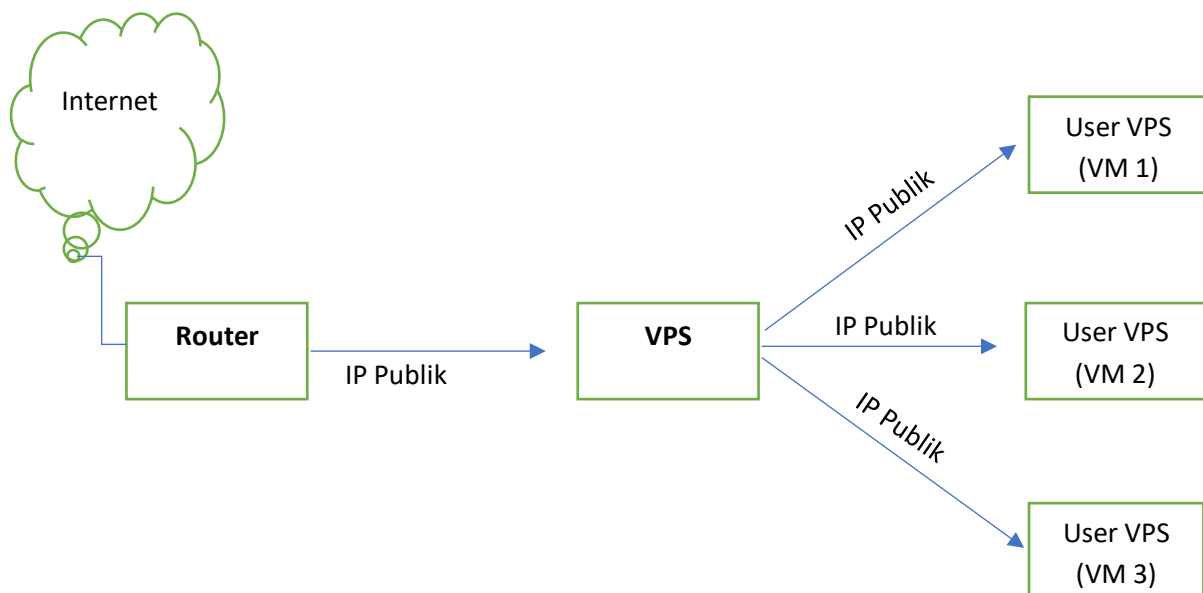 Internet
Router
IP Publik
VPS
IP Publik
IP Publik
IP Publik
User VPS
(VM 1)
User VPS
(VM 2)
User VPS
(VM 3)